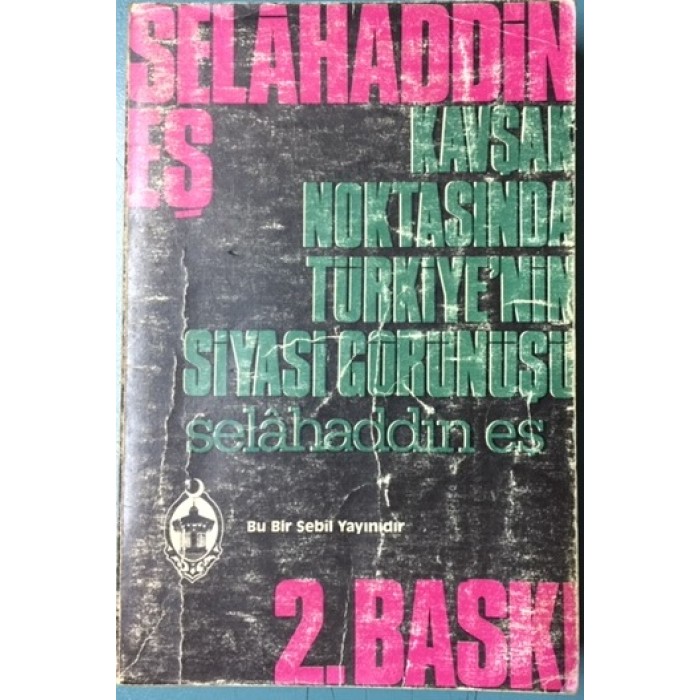 SELÂHADDİN
EŞ
KAVŞAK
NOKTASINDA
TÜRKİYE'NİN
SİYASİ GÖRÜNÜŞÜ
selâhaddin eş
Bu Bir Sebil Yayınıdır
2. BASKI